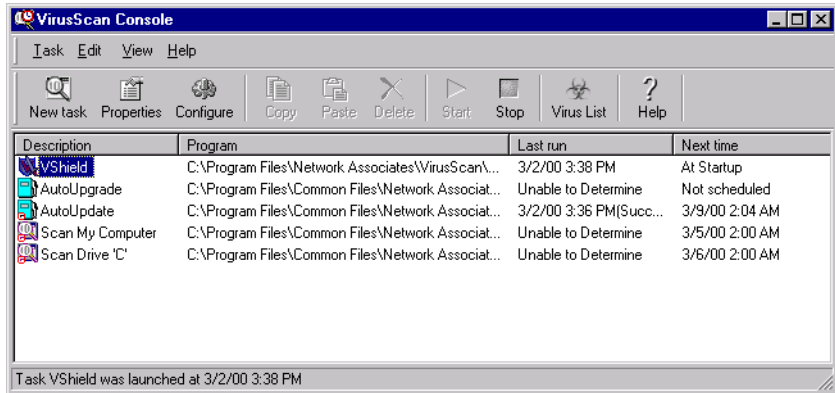 VirusScan Console
Task Edit View Help
New task Properties Configure Copy Paste Delete Start Stop Virus List Help
Description Program Last run Next time
VShield C:\Program Files\Network Associates\VirusScan\... 3/2/00 3:38 PM At Startup
AutoUpgrade C:\Program Files\Common Files\Network Associat... Unable to Determine Not scheduled
AutoUpdate C:\Program Files\Common Files\Network Associat... 3/2/00 3:36 PM(Succ... 3/9/00 2:04 AM
Scan My Computer C:\Program Files\Common Files\Network Associat... Unable to Determine 3/5/00 2:00 AM
Scan Drive 'C' C:\Program Files\Common Files\Network Associat... Unable to Determine 3/6/00 2:00 AM
Task VShield was launched at 3/2/00 3:38 PM